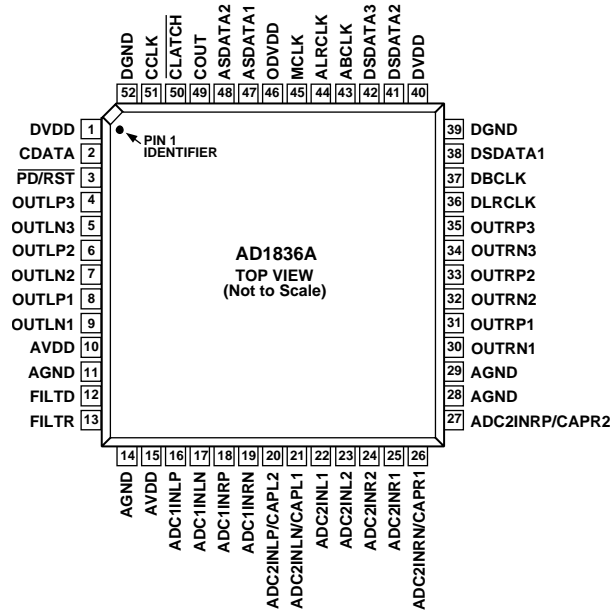 DGND
CCLK
CLATCH
COUT
ASDATA2
ASDATA1
ODVDD
MCLK
ALRCLK
ABCLK
DSDATA3
DSDATA2
DVDD
52 51 50 49 48 47 46 45 44 43 42 41 40
DVDD 1
CDATA 2
PD/RST 3
OUTLP3 4
OUTLN3 5
OUTLP2 6
OUTLN2 7
OUTLP1 8
OUTLN1 9
AVDD 10
AGND 11
FILTD 12
FILTR 13
PIN 1
IDENTIFIER
AD1836A
TOP VIEW
(Not to Scale)
39 DGND
38 DSDATA1
37 DBCLK
36 DLRCLK
35 OUTRP3
34 OUTRN3
33 OUTRP2
32 OUTRN2
31 OUTRP1
30 OUTRN1
29 AGND
28 AGND
27 ADC2INRP/CAPR2
14 15 16 17 18 19 20 21 22 23 24 25 26
AGND
AVDD
ADC1INLP
ADC1INLN
ADC1INRP
ADC1INRN
ADC2INLP/CAPL2
ADC2INLN/CAPL1
ADC2INL1
ADC2INL2
ADC2INR2
ADC2INR1
ADC2INRN/CAPR1